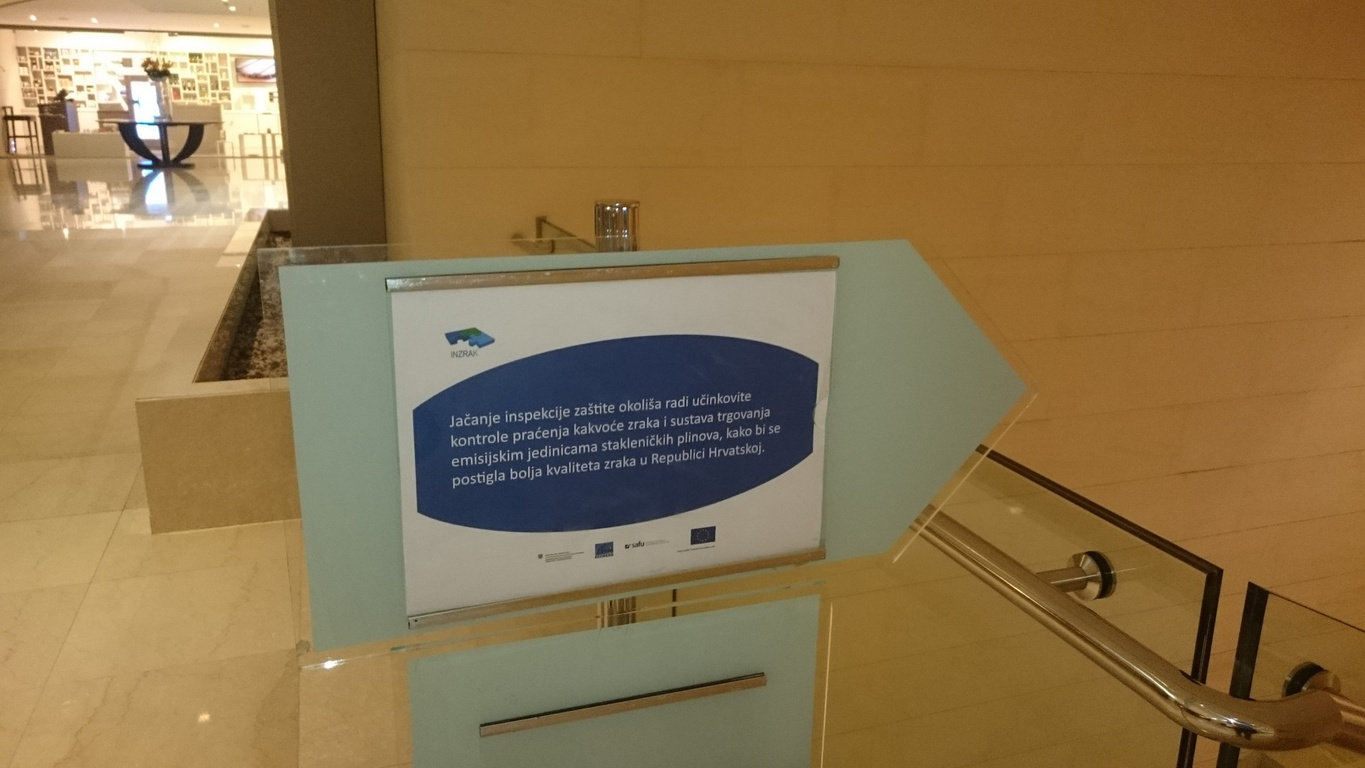 INZRAK
Jačanje inspekcije zaštite okoliša radi učinkovite
kontrole praćenja kakvoće zraka i sustava trgovanja
emisijskim jedinicama stakleničkih plinova, kako bi se
postigla bolja kvaliteta zraka u Republici Hrvatskoj.
safu